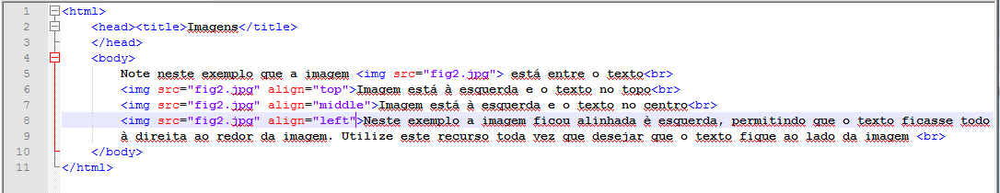 1 <html>
2 <head><title>Imagens</title>
3 </head>
4 <body>
5 Note neste exemplo que a imagem <img src="fig2.jpg"> está entre o texto<br>
6 <img src="fig2.jpg" align="top">Imagem está à esquerda e o texto no topo<br>
7 <img src="fig2.jpg" align="middle">Imagem está à esquerda e o texto no centro<br>
8 <img src="fig2.jpg" align="left">Neste exemplo a imagem ficou alinhada è esquerda, permitindo que o texto ficasse todo
9 à direita ao redor da imagem. Utilize este recurso toda vez que desejar que o texto fique ao lado da imagem <br>
10 </body>
11 </html>